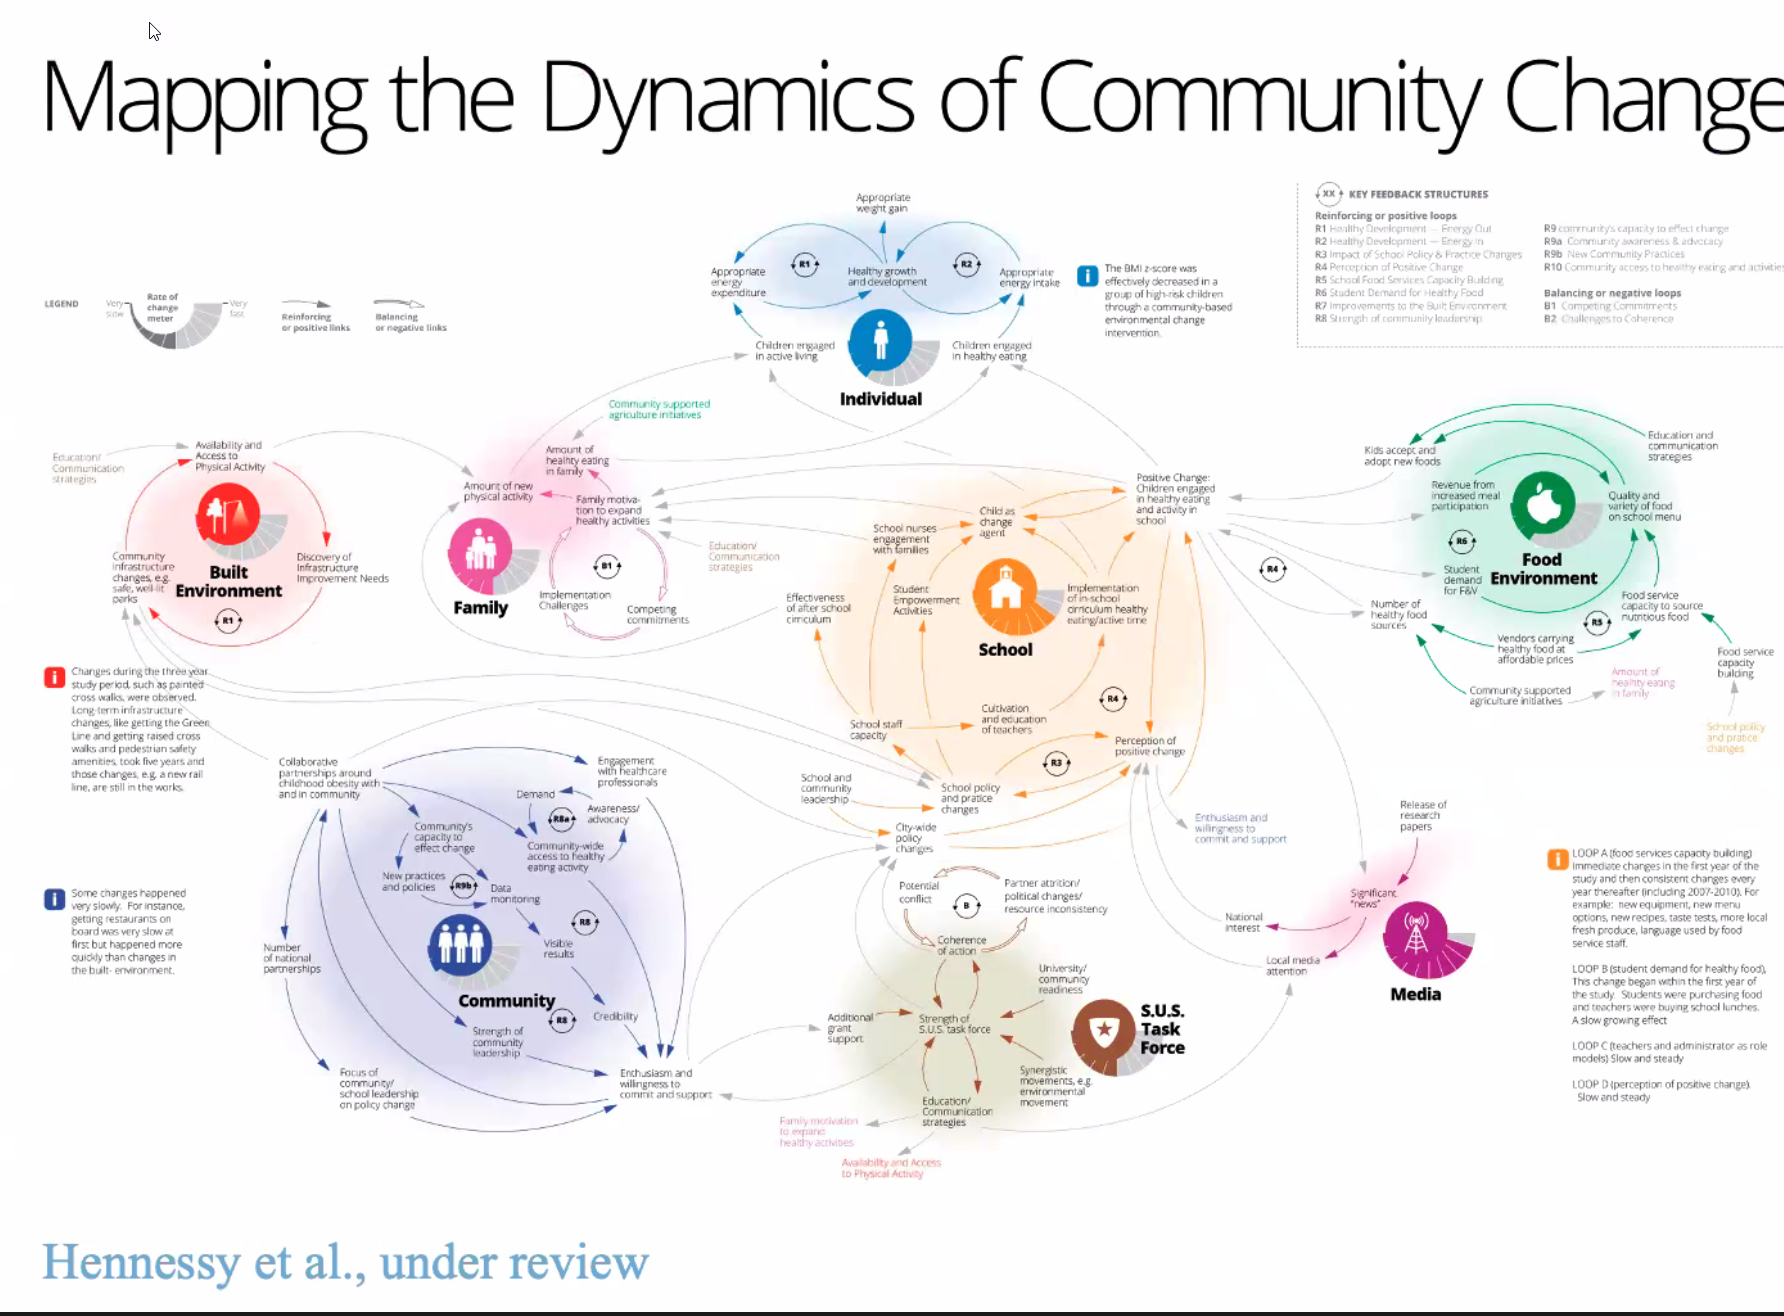 Mapping the Dynamics of Community Change
LEGEND
Very
slow
Rate of
change
meter
Very
fast
Reinforcing
or positive links
Balancing
or negative links
Appropriate
weight gain
Appropriate
energy
expenditure
R1
Healthy growth
and development
R2
Appropriate
energy intake
Children engaged
in active living
Children engaged
in healthy eating
Individual
i
The BMI z-score was
effectively decreased in a
group of high-risk children
through a community-based
environmental change
intervention.
XX
KEY FEEDBACK STRUCTURES
Reinforcing or positive loops
R1 Healthy Development — Energy Out
R2 Healthy Development — Energy In
R3 Impact of School Policy & Practice Changes
R4 Perception of Positive Change
R5 School Food Services Capacity Building
R6 Student Demand for Healthy Food
R7 Improvements to the Built Environment
R8 Strength of community leadership
R9 community's capacity to effect change
R9a Community awareness & advocacy
R9b New Community Practices
R10 Community access to healthy eating and activities
Balancing or negative loops
B1 Competing Commitments
B2 Challenges to Coherence
Education/
Communication
strategies
Availability and
Access to
Physical Activity
Community
infrastructure
changes, e.g.
safe, well-lit
parks
Discovery of
Infrastructure
Improvement Needs
Built
Environment
R1
Community supported
agriculture initiatives
Amount of
healhty eating
in family
Amount of new
physical activity
Family motiva-
tion to expand
healthy activities
B1
Implementation
Challenges
Competing
commitments
Family
Education/
Communication
strategies
Effectiveness
of after school
cirriculum
School nurses
engagement
with families
Child as
change
agent
Student
Empowerment
Activities
Implementation
of in-school
cirriculum healthy
eating/active time
School
Positive Change:
Children engaged
in healthy eating
and activity in
school
School staff
capacity
Cultivation
and education
of teachers
R4
R3
Perception of
positive change
School and
community
leadership
School policy
and pratice
changes
City-wide
policy
changes
R4
Kids accept and
adopt new foods
Education and
communication
strategies
Revenue from
increased meal
participation
Quality and
variety of food
on school menu
R6
Food
Environment
Student
demand
for F&V
Number of
healthy food
sources
R5
Food service
capacity to source
nutritious food
Vendors carrying
healthy food at
affordable prices
Community supported
agriculture initiatives
Amount of
healhty eating
in family
Food service
capacity
building
School policy
and pratice
changes
i
Changes during the three year
study period, such as painted
cross walks, were observed.
Long-term infrastructure
changes, like getting the Green
Line and getting raised cross
walks and pedestrian safety
amenities, took five years and
those changes, e.g. a new rail
line, are still in the works.
i
Some changes happened
very slowly. For instance,
getting restaurants on
board was very slow at
first but happened more
quickly than changes in
the built- environment.
Collaborative
partnerships around
childhood obesity with
and in community
Engagement
with healthcare
professionals
Demand
R8a
Awareness/
advocacy
Community's
capacity to
effect change
Community-wide
access to healthy
eating activity
New practices
and policies
R9b
Data
monitoring
R8
Visible
results
Number
of national
partnerships
Community
R8
Credibility
Strength of
community
leadership
Focus of
community/
school leadership
on policy change
Enthusiasm and
willingness to
commit and support
Potential
conflict
B
Partner attrition/
political changes/
resource inconsistency
Coherence
of action
University/
community
readiness
Additional
grant
support
Strength of
S.U.S. task force
S.U.S.
Task
Force
Synergistic
movements, e.g.
environmental
movement
Education/
Communication
strategies
Family motivation
to expand
healthy activities
Availability and Access
to Physical Activity
Enthusiasm and
willingness to
commit and support
Release of
research
papers
Significant
"news"
National
interest
Local media
attention
Media
i
LOOP A (food services capacity building)
Immediate changes in the first year of the
study and then consistent changes every
year thereafter (including 2007-2010). For
example: new equipment, new menu
options, new recipes, taste tests, more local
fresh produce, language used by food
service staff.
LOOP B (student demand for healthy food),
This change began within the first year of
the study. Students were purchasing food
and teachers were buying school lunches.
A slow growing effect
LOOP C (teachers and administrator as role
models) Slow and steady
LOOP D (perception of positive change).
Slow and steady
Hennessy et al., under review